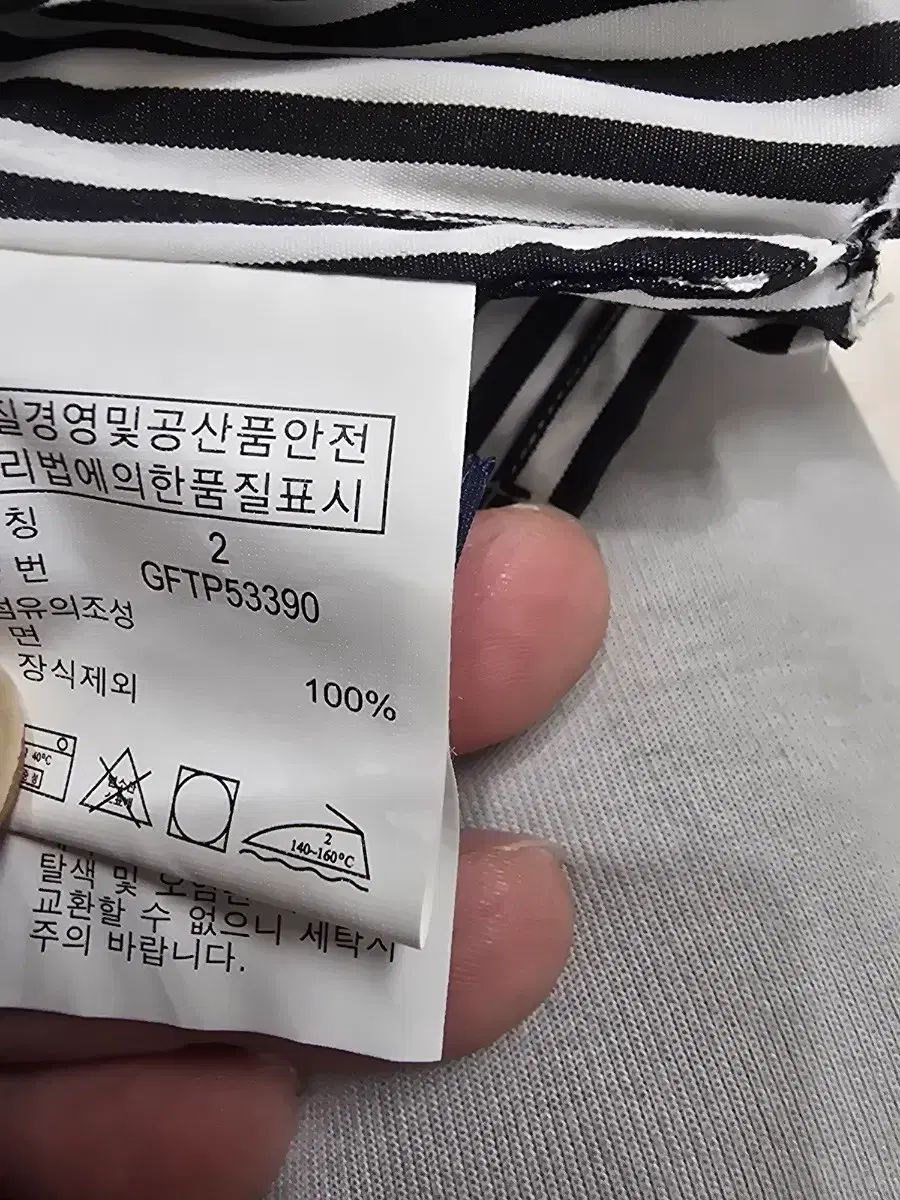 질경영및공산품안전
리법에의한품질표시
칭 2
번 GFTP53390
섬유의조성
면
장식제외 100%
40°C
2
140~160°C
탈색 및
교환할 수 없으니 세탁시
주의 바랍니다.